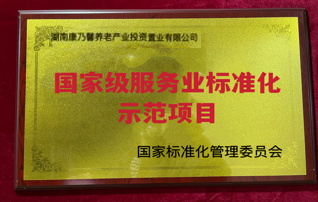 湖南康乃馨养老产业投资置业有限公司
国家级服务业标准化
示范项目
国家标准化管理委员会